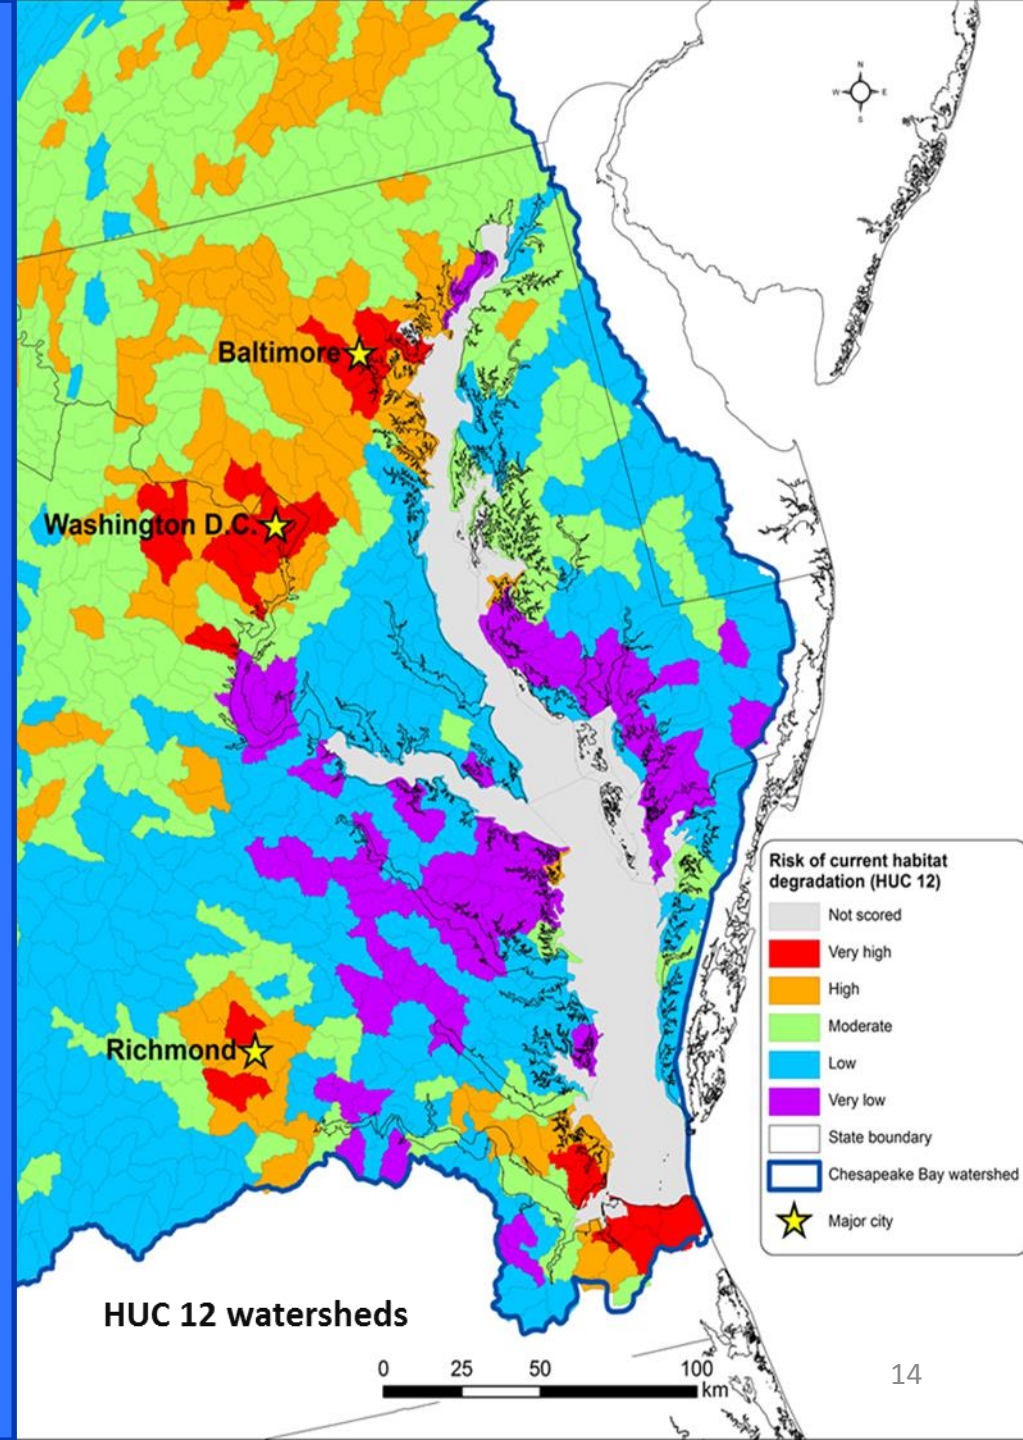 N
W
E
S
Baltimore
Washington D.C.
Richmond
Risk of current habitat
degradation (HUC 12)
Not scored
Very high
High
Moderate
Low
Very low
State boundary
Chesapeake Bay watershed
Major city
HUC 12 watersheds
0 25 50 100
km
14